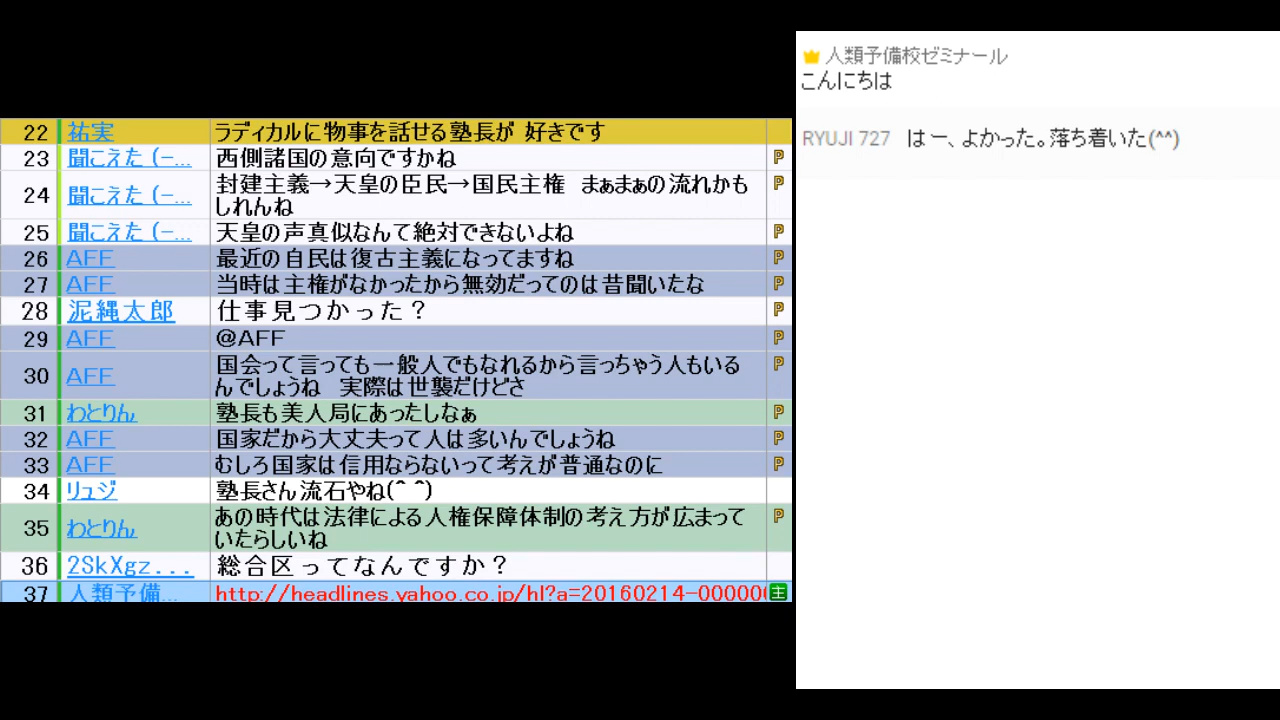 22 祐実 ラディカルに物事を話せる塾長が 好きです
23 聞こえた (-... 西側諸国の意向ですかね P
24 聞こえた (-... 封建主義→天皇の臣民→国民主権 まぁまぁの流れかも P
しれんね
25 聞こえた (-... 天皇の声真似なんて絶対できないよね P
26 AFF 最近の自民は復古主義になってますね P
27 AFF 当時は主権がなかったから無効だってのは昔聞いたな P
28 泥縄太郎 仕事見つかった？ P
29 AFF @AFF P
30 AFF 国会って言っても一般人でもなれるから言っちゃう人もいる P
んでしょうね 実際は世襲だけどさ
31 わとりん 塾長も美人局にあったしなぁ P
32 AFF 国家だから大丈夫って人は多いんでしょうね P
33 AFF むしろ国家は信用ならないって考えが普通なのに P
34 リュジ 塾長さん流石やね(^ ^)
35 わとりん あの時代は法律による人権保障体制の考え方が広まって P
いたらしいね
36 2SkXgz... 総合区ってなんですか？
37 人類予備... http://headlines.yahoo.co.jp/hl?a=20160214-000000 主
人類予備校ゼミナール
こんにちは
RYUJI 727 はー、よかった。落ち着いた(^^)